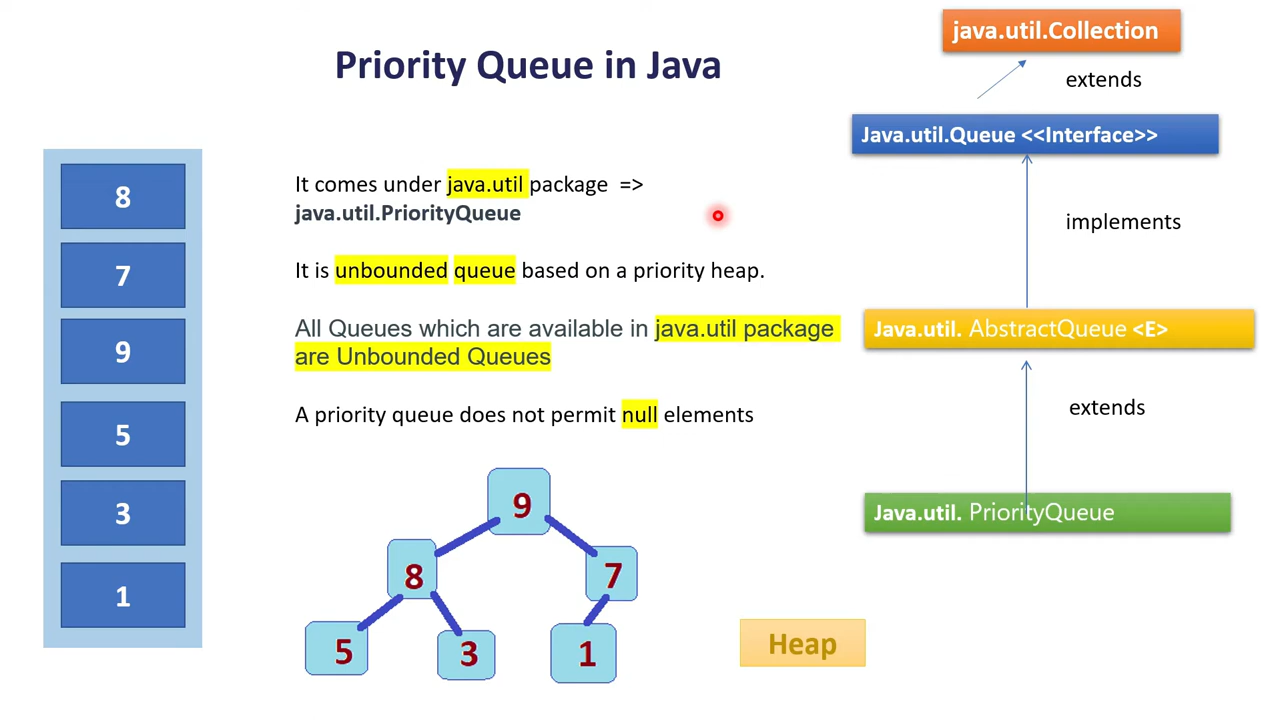 Priority Queue in Java
8
7
9
5
3
1
It comes under java.util package =>
java.util.PriorityQueue
It is unbounded queue based on a priority heap.
All Queues which are available in java.util package
are Unbounded Queues
A priority queue does not permit null elements
9
8
7
5
3
1
Heap
java.util.Collection
extends
Java.util.Queue <<Interface>>
implements
Java.util. AbstractQueue <E>
extends
Java.util. PriorityQueue